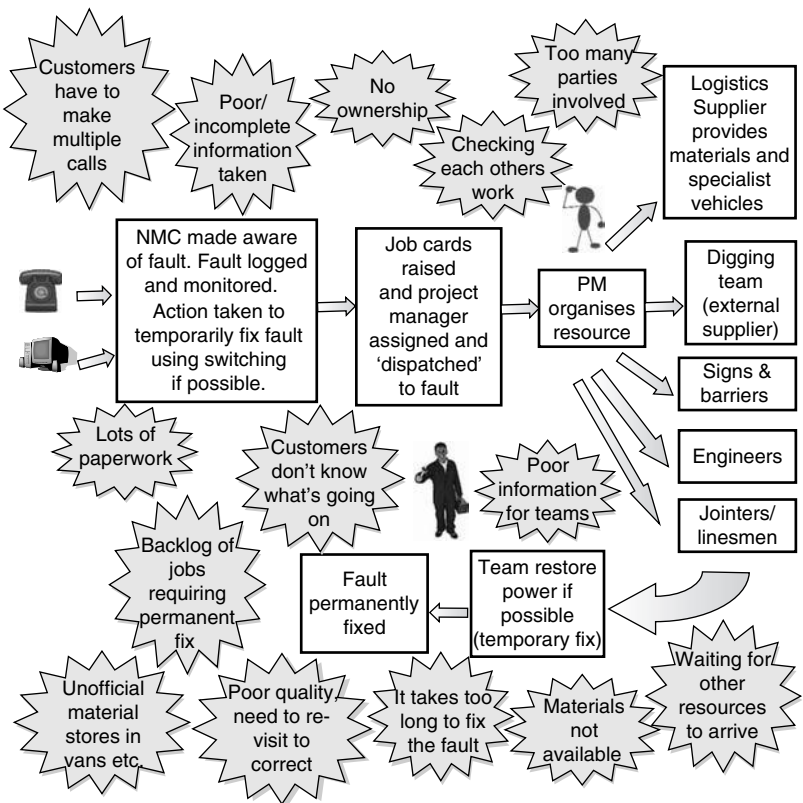 Customers
have to
make
multiple
calls
Poor/
incomplete
information
taken
No
ownership
Checking
each others
work
Too many
parties
involved
Logistics
Supplier
provides
materials and
specialist
vehicles
NMC made aware
of fault. Fault logged
and monitored.
Action taken to
temporarily fix fault
using switching
if possible.
Job cards
raised
and project
manager
assigned and
‘dispatched’
to fault
PM
organises
resource
Digging
team
(external
supplier)
Signs &
barriers
Engineers
Jointers/
linesmen
Lots of
paperwork
Customers
don’t know
what’s going
on
Poor
information
for teams
Backlog of
jobs
requiring
permanent
fix
Fault
permanently
fixed
Team restore
power if
possible
(temporary fix)
Unofficial
material
stores in
vans etc.
Poor quality,
need to re-
visit to
correct
It takes too
long to fix
the fault
Materials
not
available
Waiting for
other
resources
to arrive